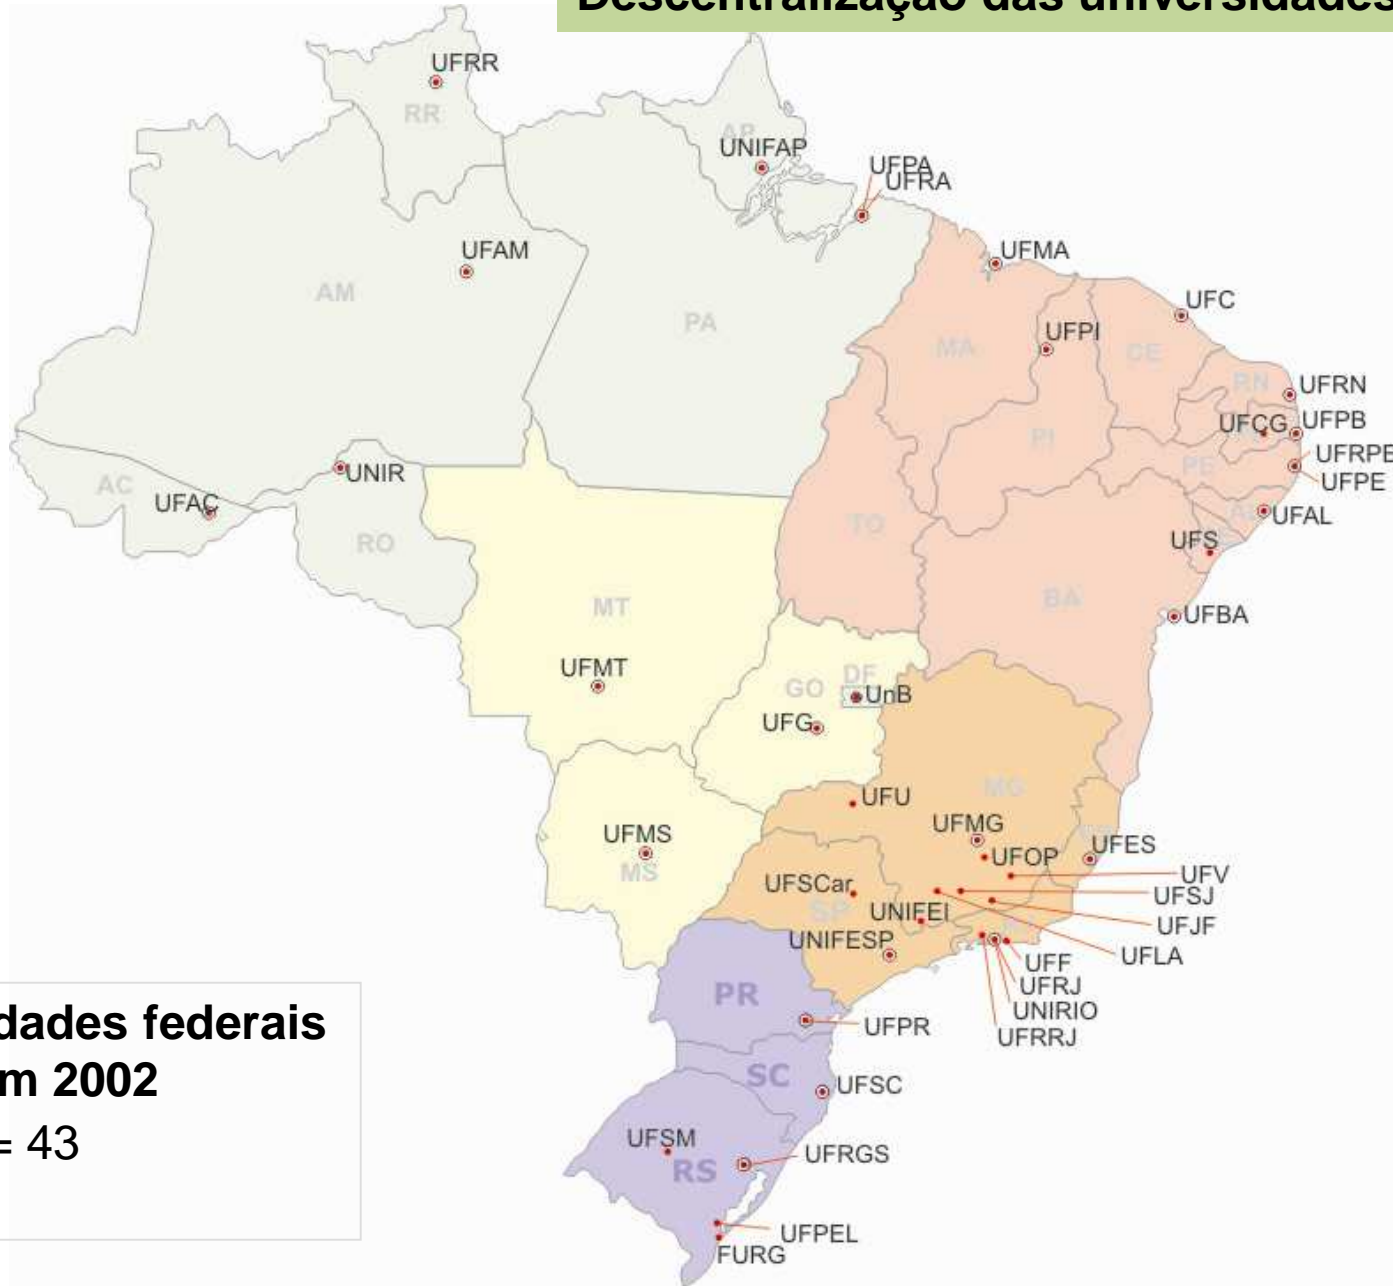 Descentralização das universidades
UFRR
RR
AP
UNIFAP
UFPA
UFRA
UFAM
UFMA
AM
UFC
PA
UFPI
MA
CE
RN
UFRN
UFCG
UFPB
PI
UFRPE
PE
UNIR
UFPE
AC
UFAC
AL
UFAL
TO
RO
UFS
BA
UFBA
MT
UFMT
GO
DF
UnB
UFG
MG
UFU
UFMG
UFMS
UFOP
UFES
MS
UFV
UFSCar
UFSJ
SP
UNIFEI
UFJF
UNIFESP
UFLA
UFF
UFRJ
PR
UNIRIO
dades federais
UFPR
UFRRJ
m 2002
SC
UFSC
= 43
UFSM
UFRGS
RS
UFPEL
FURG